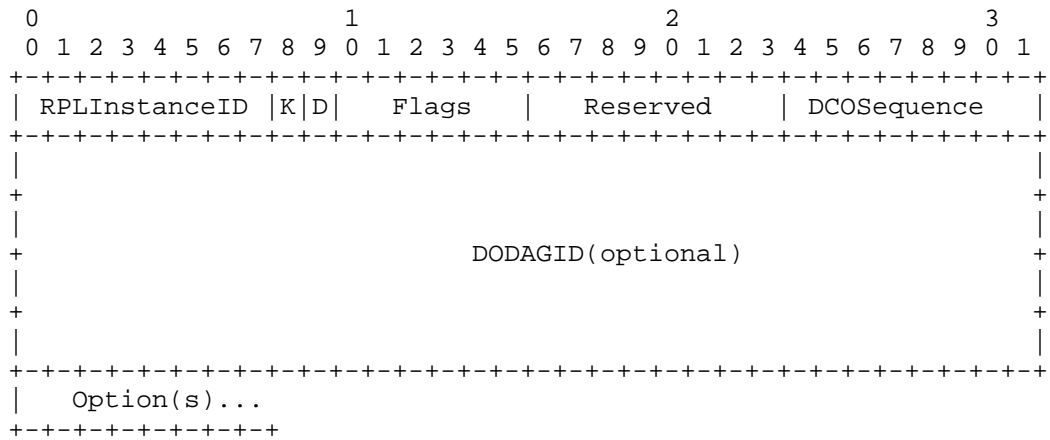 0                   1                   2                   3
 0 1 2 3 4 5 6 7 8 9 0 1 2 3 4 5 6 7 8 9 0 1 2 3 4 5 6 7 8 9 0 1
+-+-+-+-+-+-+-+-+-+-+-+-+-+-+-+-+-+-+-+-+-+-+-+-+-+-+-+-+-+-+-+-+
| RPLInstanceID |K|D|   Flags   |   Reserved    | DCOSequence   |
+-+-+-+-+-+-+-+-+-+-+-+-+-+-+-+-+-+-+-+-+-+-+-+-+-+-+-+-+-+-+-+-+
|                                                               |
+                                                               +
|                                                               |
+                            DODAGID(optional)                  +
|                                                               |
+                                                               +
|                                                               |
+-+-+-+-+-+-+-+-+-+-+-+-+-+-+-+-+-+-+-+-+-+-+-+-+-+-+-+-+-+-+-+-+
|   Option(s)...
+-+-+-+-+-+-+-+-+